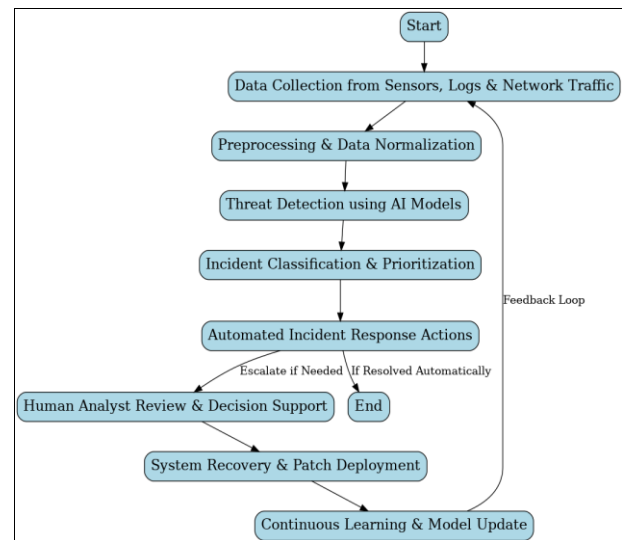 Start
Data Collection from Sensors, Logs & Network Traffic
Preprocessing & Data Normalization
Threat Detection using AI Models
Incident Classification & Prioritization
Feedback Loop
Automated Incident Response Actions
Escalate if Needed
If Resolved Automatically
Human Analyst Review & Decision Support
End
System Recovery & Patch Deployment
Continuous Learning & Model Update